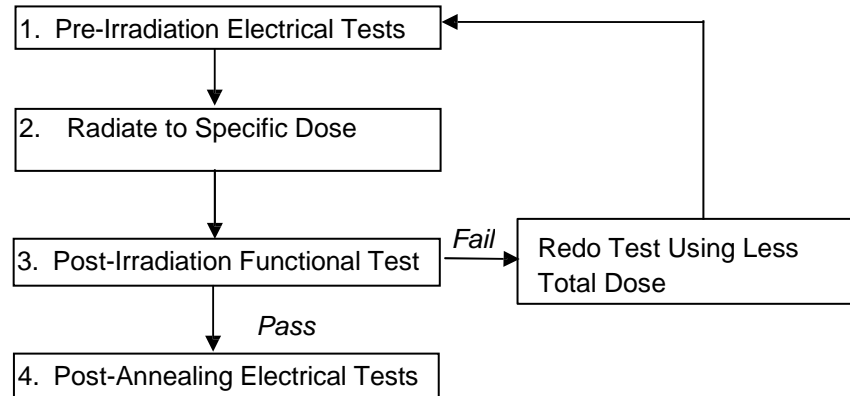 1. Pre-Irradiation Electrical Tests
2. Radiate to Specific Dose
3. Post-Irradiation Functional Test
Fail
Redo Test Using Less
Total Dose
Pass
4. Post-Annealing Electrical Tests